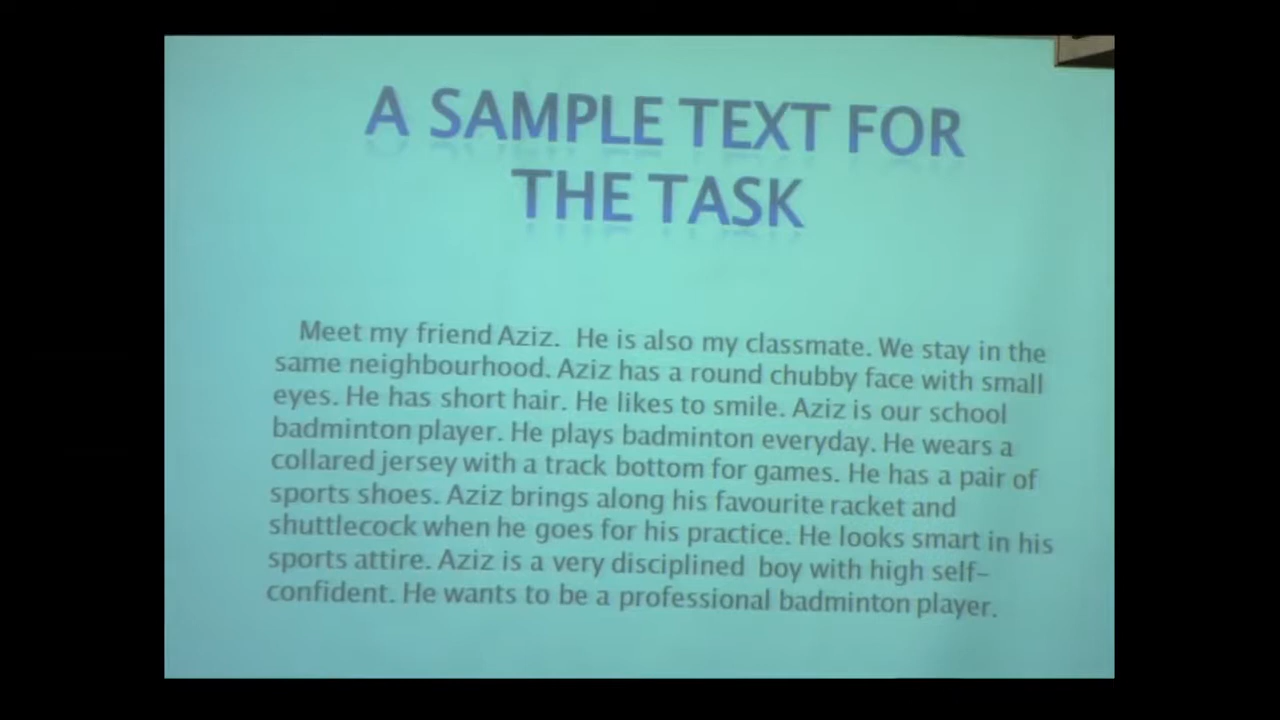 A SAMPLE TEXT FOR
THE TASK
Meet my friend Aziz. He is also my classmate. We stay in the
same neighbourhood. Aziz has a round chubby face with small
eyes. He has short hair. He likes to smile. Aziz is our school
badminton player. He plays badminton everyday. He wears a
collared jersey with a track bottom for games. He has a pair of
sports shoes. Aziz brings along his favourite racket and
shuttlecock when he goes for his practice. He looks smart in his
sports attire. Aziz is a very disciplined boy with high self-
confident. He wants to be a professional badminton player.